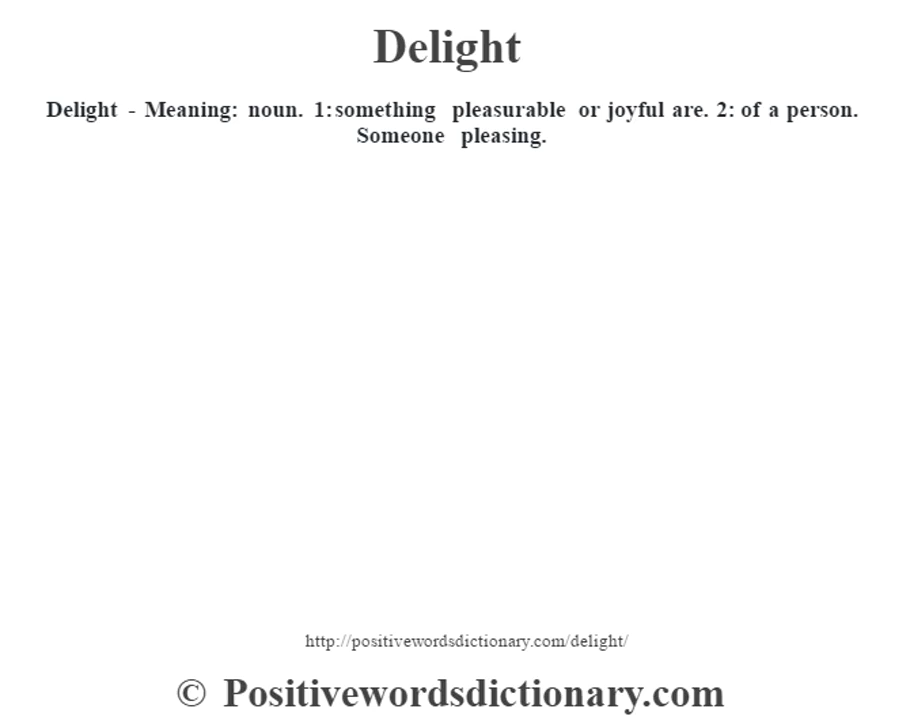 Delight
Delight - Meaning: noun. 1:something pleasurable or joyful are. 2: of a person.
Someone pleasing.
http://positivewordsdictionary.com/delight/
© Positivewordsdictionary.com